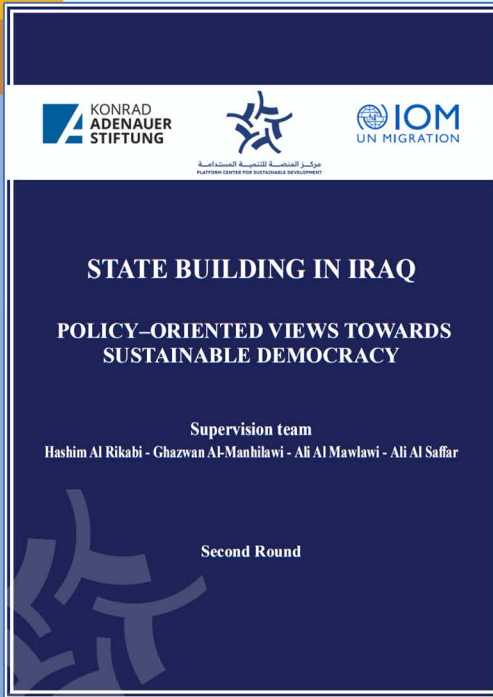 KONRAD
ADENAUER
STIFTUNG
مركز المنصة للتنمية المستدامة
PLATFORM CENTER FOR SUSTAINABLE DEVELOPMENT
IOM
UN MIGRATION
STATE BUILDING IN IRAQ
POLICY–ORIENTED VIEWS TOWARDS
SUSTAINABLE DEMOCRACY
Supervision team
Hashim Al Rikabi - Ghazwan Al-Manhilawi - Ali Al Mawlawi - Ali Al Saffar
Second Round